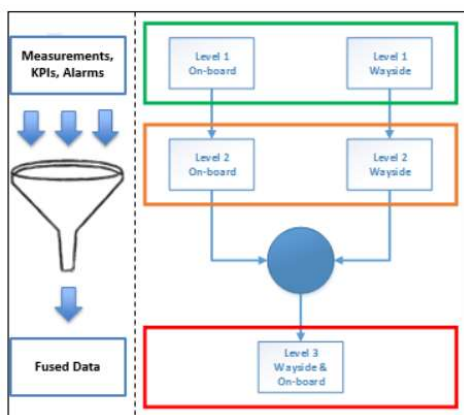 Measurements,
KPIs, Alarms
Level 1
On-board
Level 1
Wayside
Level 2
On-board
Level 2
Wayside
Fused Data
Level 3
Wayside &
On-board